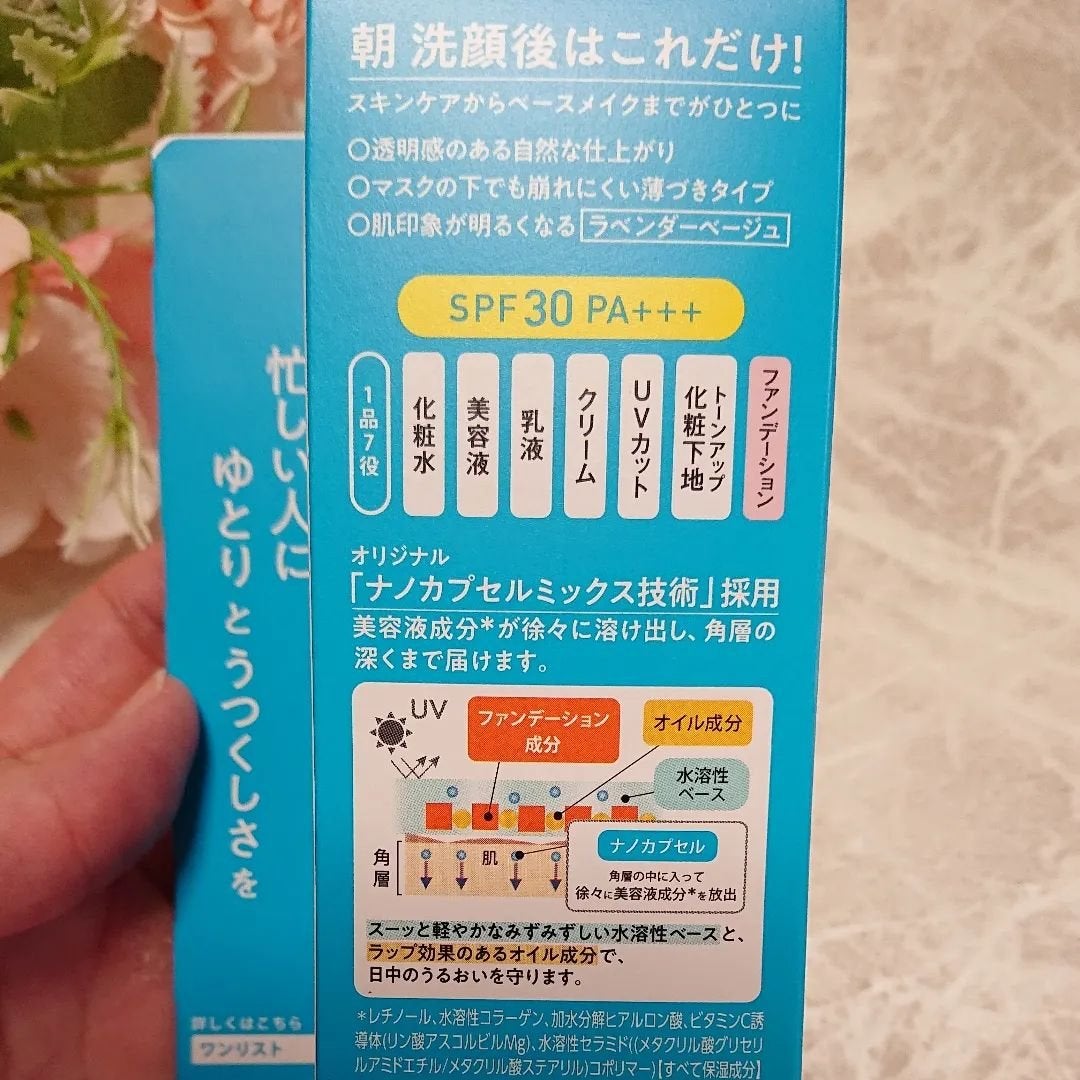 朝 洗顔後はこれだけ!
スキンケアからベースメイクまでがひとつに
○透明感のある自然な仕上がり
○マスクの下でも崩れにくい薄づきタイプ
○肌印象が明るくなる ラベンダーベージュ
SPF30 PA+++
1品7役
化粧水
美容液
乳液
クリーム
UVカット
トーンアップ
化粧下地
ファンデーション
オリジナル
「ナノカプセルミックス技術」採用
美容液成分*が徐々に溶け出し、角層の
深くまで届けます。
UV
ファンデーション
成分
オイル成分
水溶性
ベース
角層
肌
ナノカプセル
角層の中に入って
徐々に美容液成分*を放出
スーッと軽やかなみずみずしい水溶性ベースと、
ラップ効果のあるオイル成分で、
日中のうるおいを守ります。
*レチノール、水溶性コラーゲン、加水分解ヒアルロン酸、ビタミンC誘
導体(リン酸アスコルビルMg)、水溶性セラミド((メタクリル酸グリセリ
ルアミドエチル/メタクリル酸ステアリル)コポリマー)【すべて保湿成分】
忙しい人に
ゆとりとうつくしさを
詳しくはこちら
ワンリスト